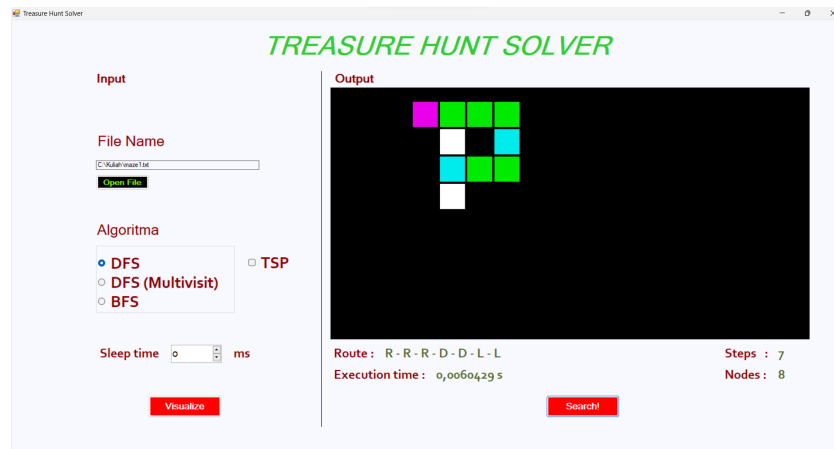 Treasure Hunt Solver
TREASURE HUNT SOLVER
Input
Output
File Name
C:\Kuliah\maze1.txt
Open File
Algoritma
DFS
TSP
DFS (Multivisit)
BFS
Sleep time 0 ms
Visualize
Route : R - R - R - D - D - L - L
Steps : 7
Execution time : 0,0060429 s
Nodes : 8
Search!